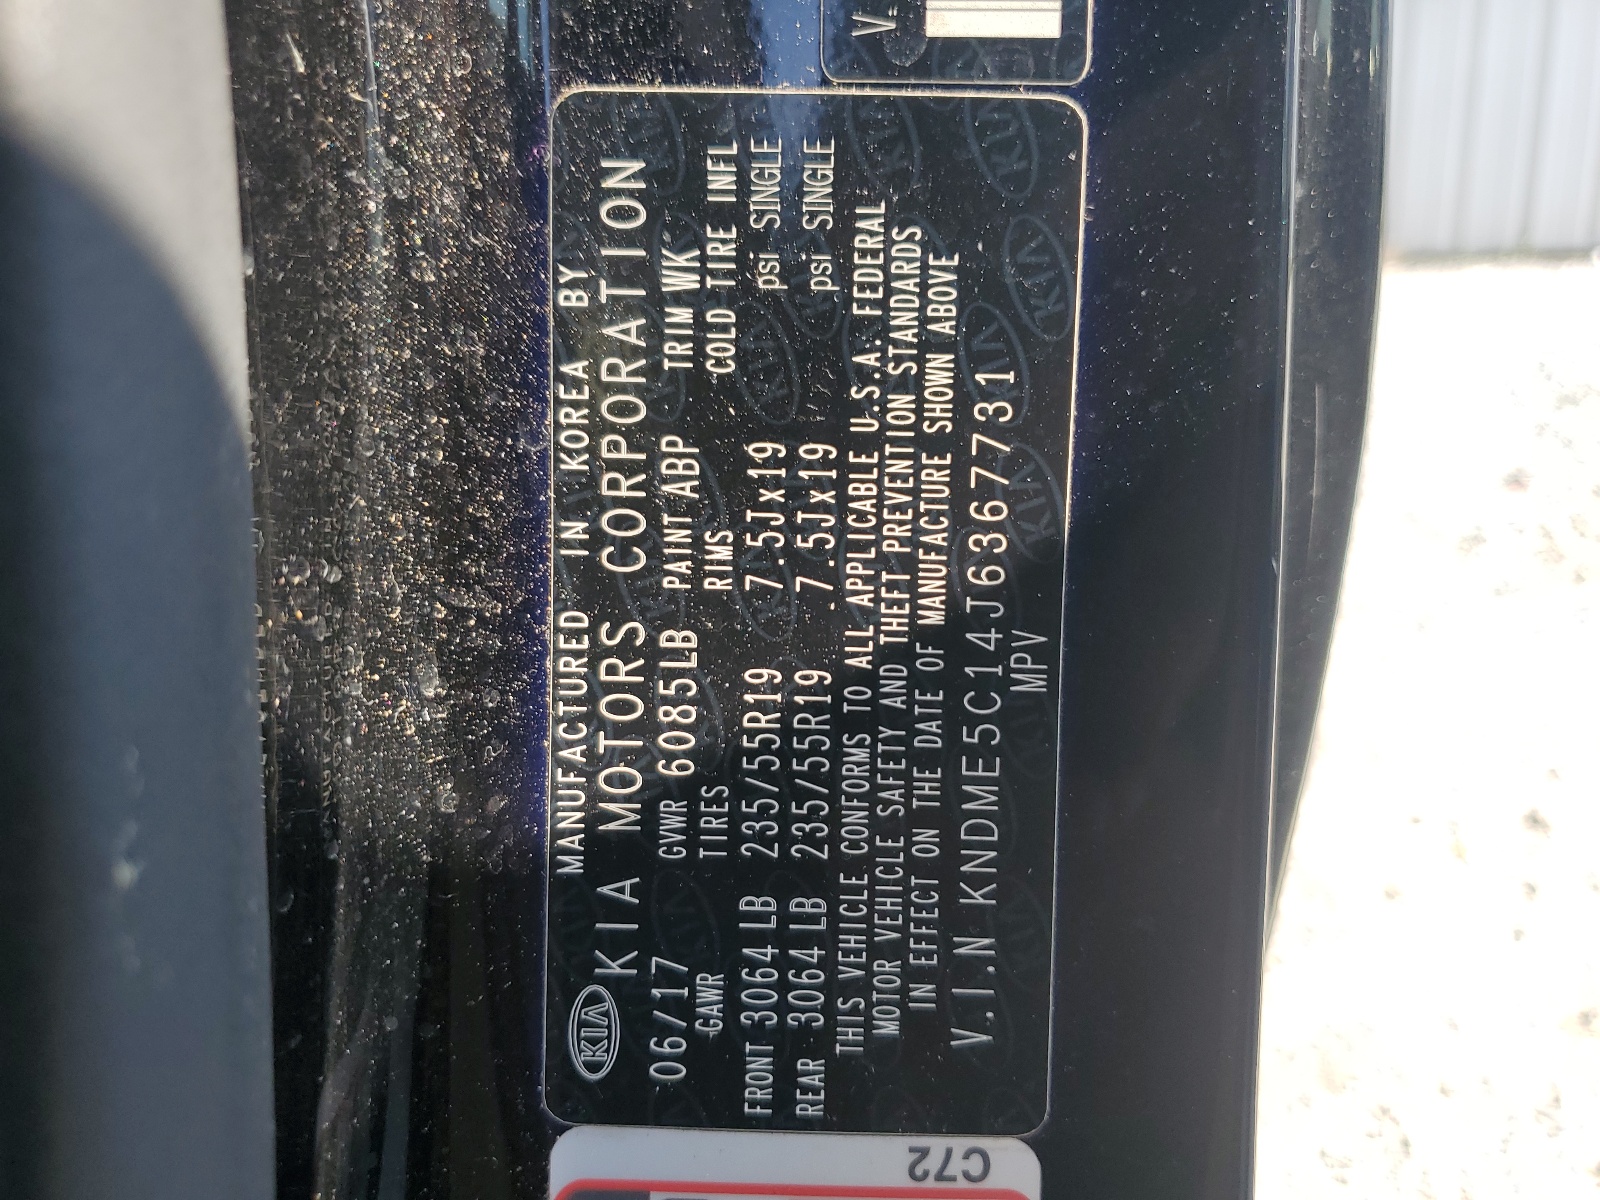 V.
KIA
MANUFACTURED IN KOREA BY
KIA MOTORS CORPORATION
06/17 GVWR 6085LB PAINT ABP TRIM WK
GAWR TIRES RIMS COLD TIRE INFL
FRONT 3064 LB 235/55R19 7.5Jx19 psi SINGLE
REAR 3064 LB 235/55R19 7.5Jx19 psi SINGLE
THIS VEHICLE CONFORMS TO ALL APPLICABLE U.S.A. FEDERAL
MOTOR VEHICLE SAFETY AND THEFT PREVENTION STANDARDS
IN EFFECT ON THE DATE OF MANUFACTURE SHOWN ABOVE
V.I.N KNDME5C14J6367731
MPV
C72